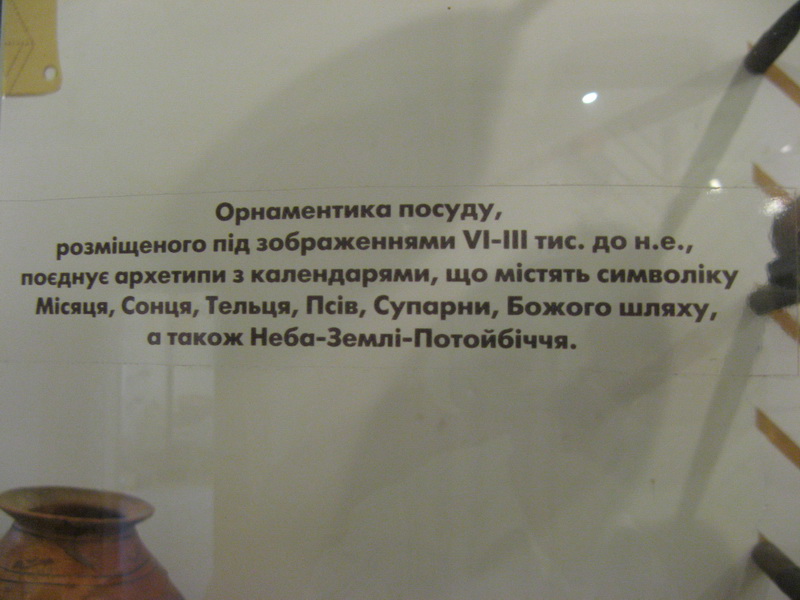 Орнаментика посуду,
розміщеного під зображеннями VI-III тис. до н.е.,
поєднує архетипи з календарями, що містять символіку
Місяця, Сонця, Тельця, Псів, Супарни, Божого шляху,
а також Неба-Землі-Потойбіччя.